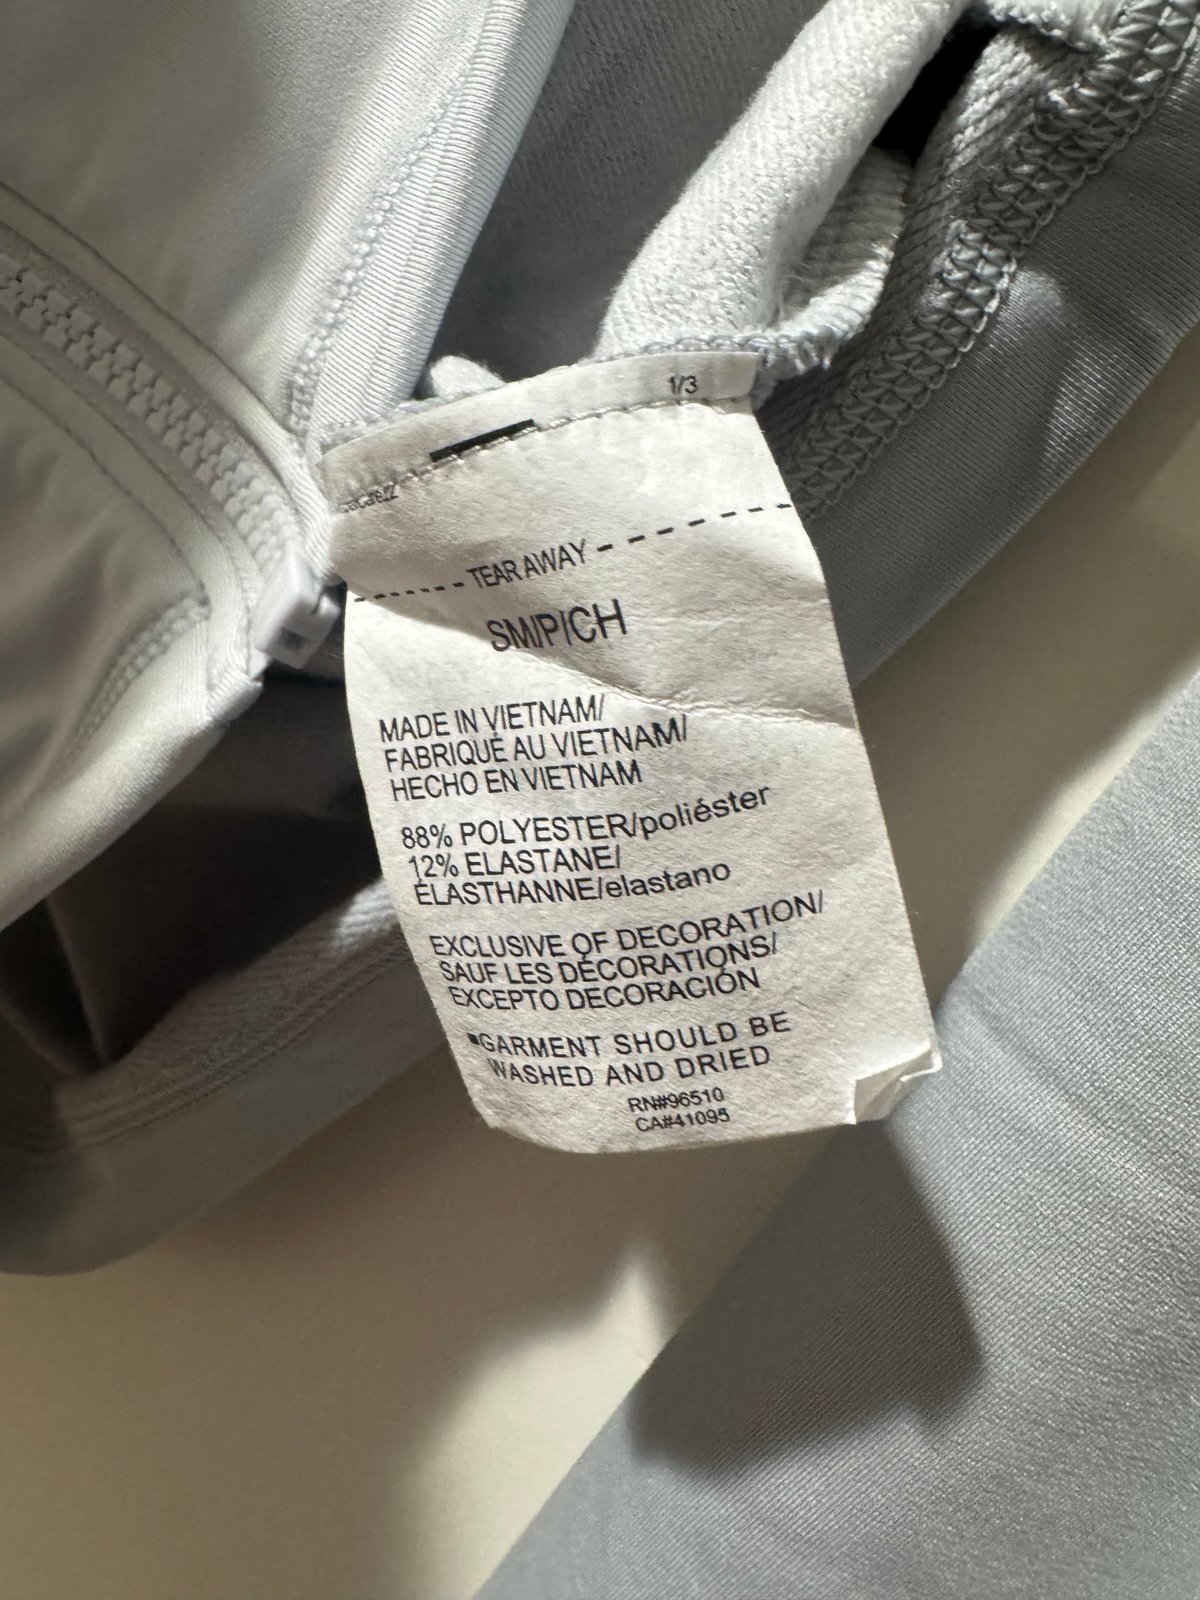 1/3
TEAR AWAY
SM/P/CH
MADE IN VIETNAM/
FABRIQUÉ AU VIETNAM/
HECHO EN VIETNAM
88% POLYESTER/poliéster
12% ELASTANE/
ÉLASTHANNE/elastano
EXCLUSIVE OF DECORATION/
SAUF LES DÉCORATIONS/
EXCEPTO DECORACIÓN
■GARMENT SHOULD BE
WASHED AND DRIED
RN#96510
CA#41095